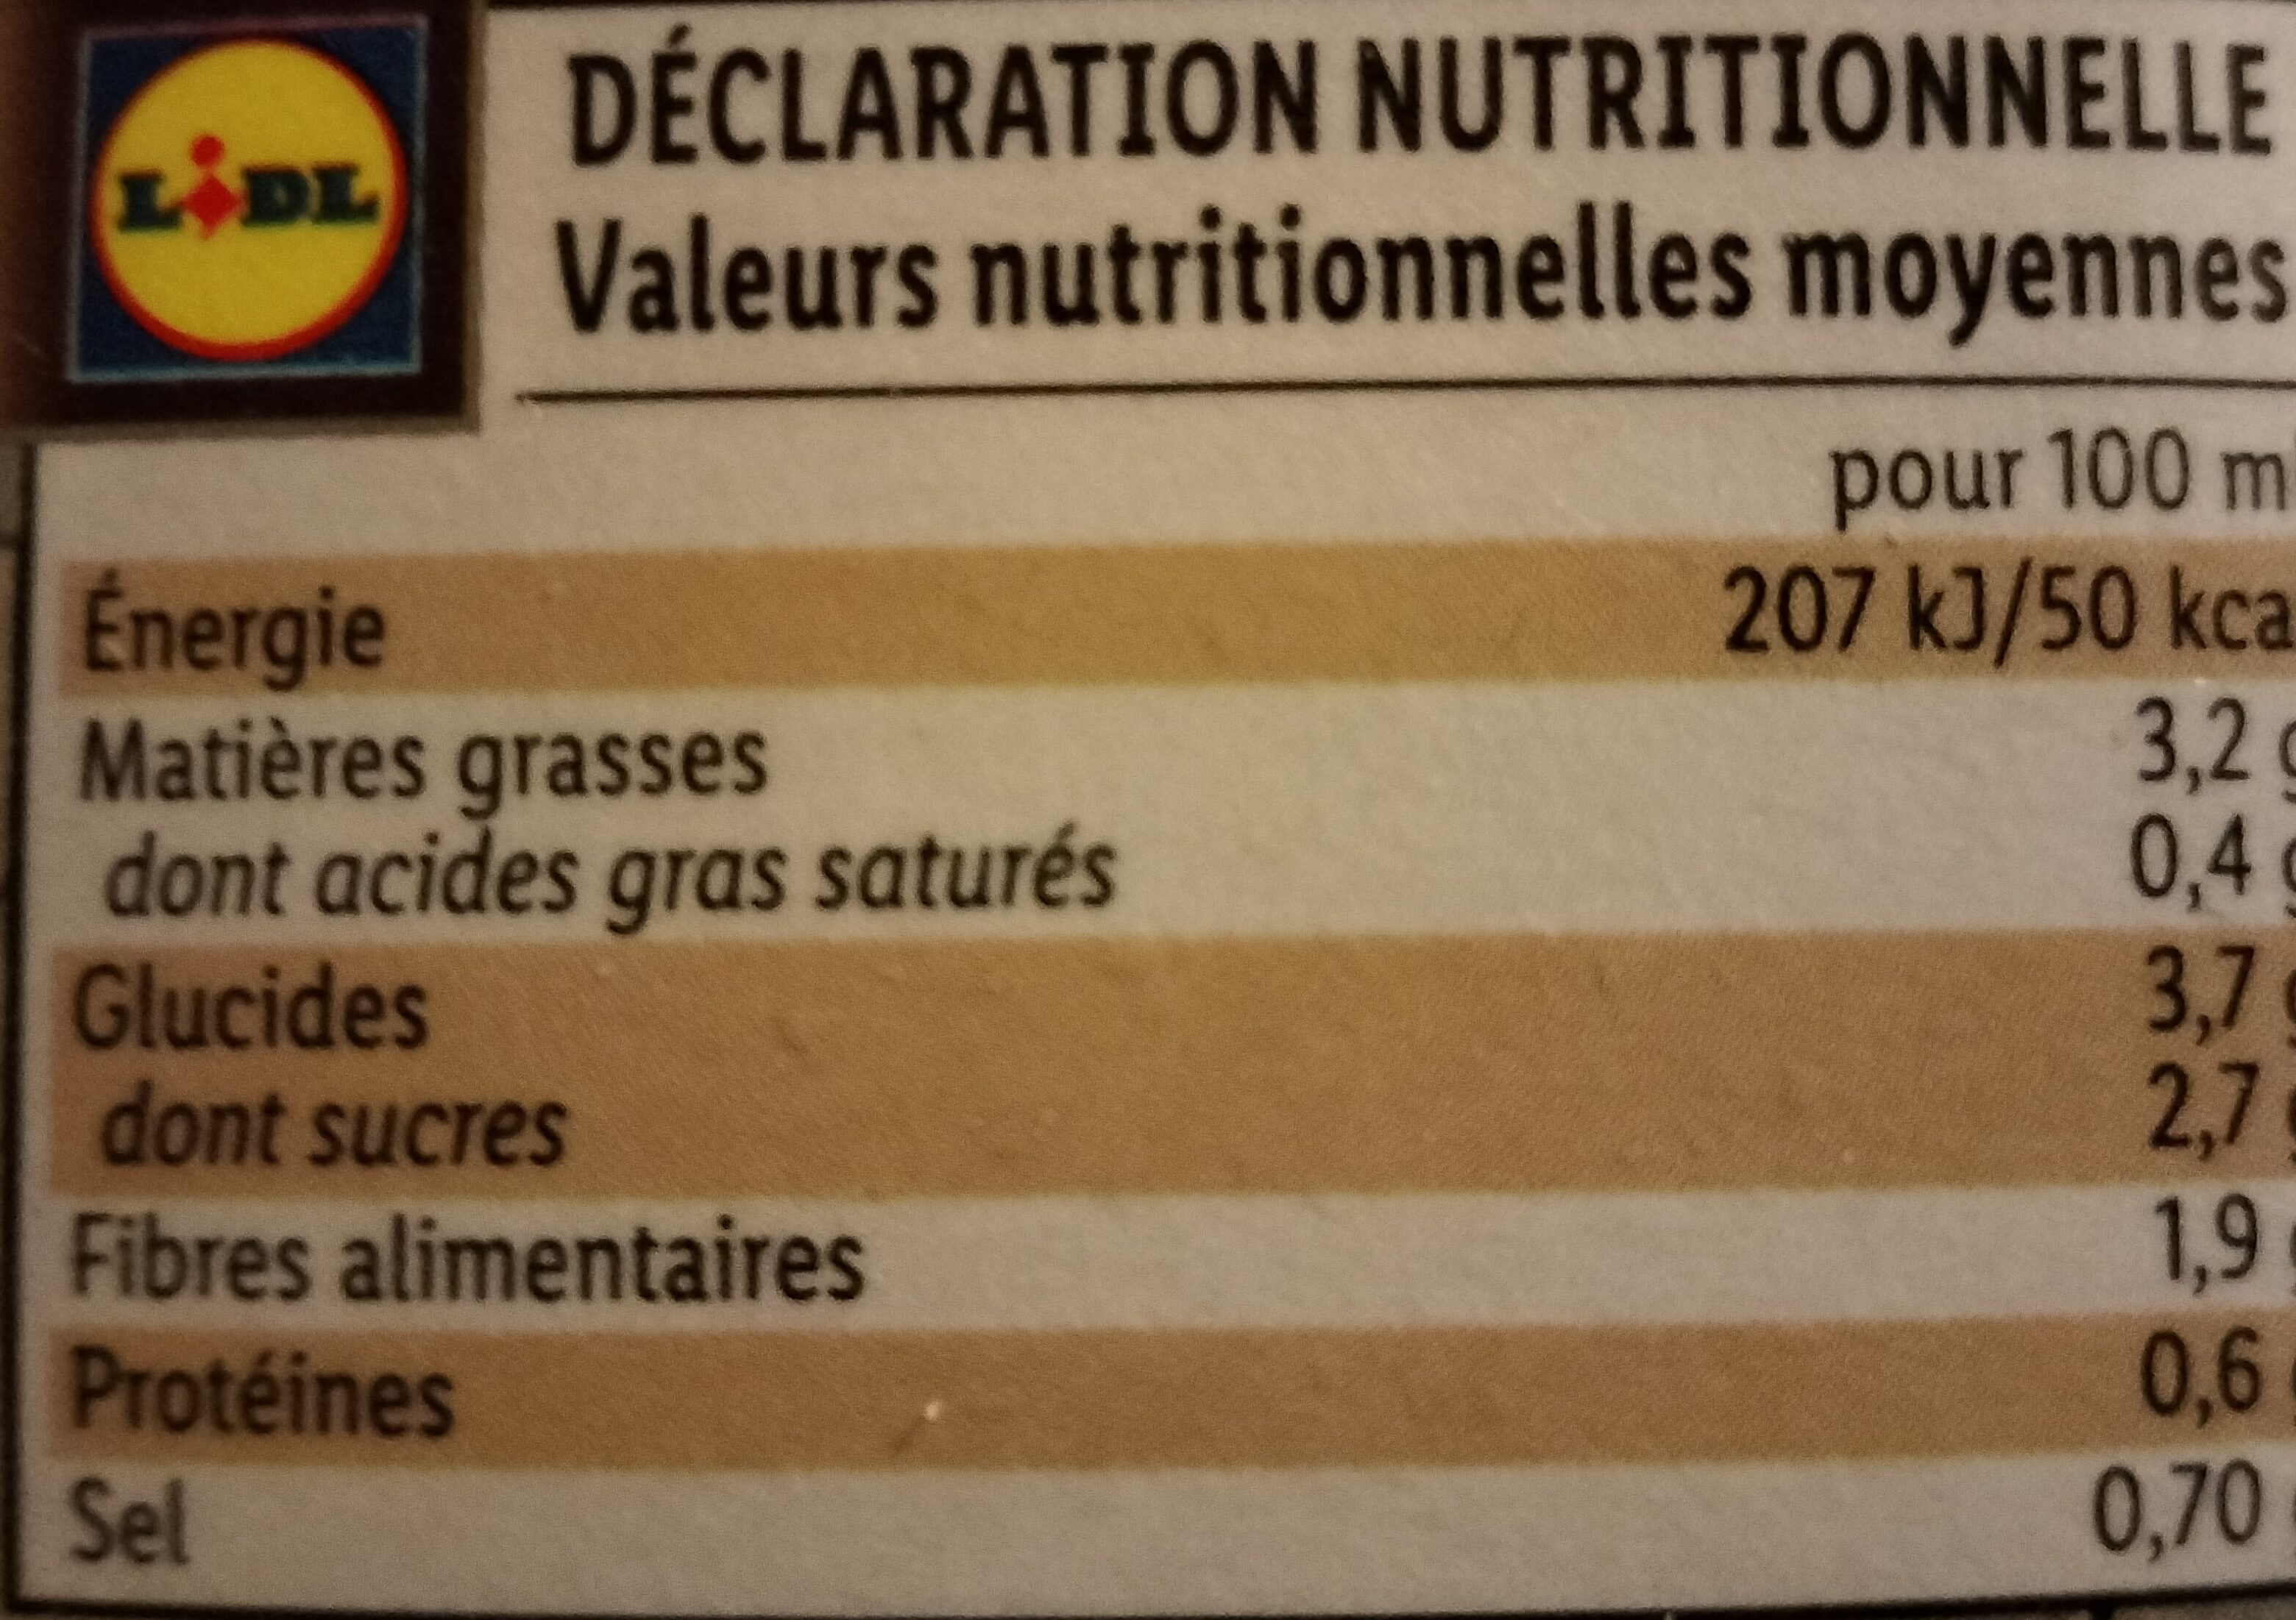 LiDL
DÉCLARATION NUTRITIONNELLE
Valeurs nutritionnelles moyennes
pour 100 m
Énergie 207 kJ/50 kca
Matières grasses 3,2 g
dont acides gras saturés 0,4 g
Glucides 3,7 g
dont sucres 2,7 g
Fibres alimentaires 1,9
Protéines 0,6
Sel 0,70